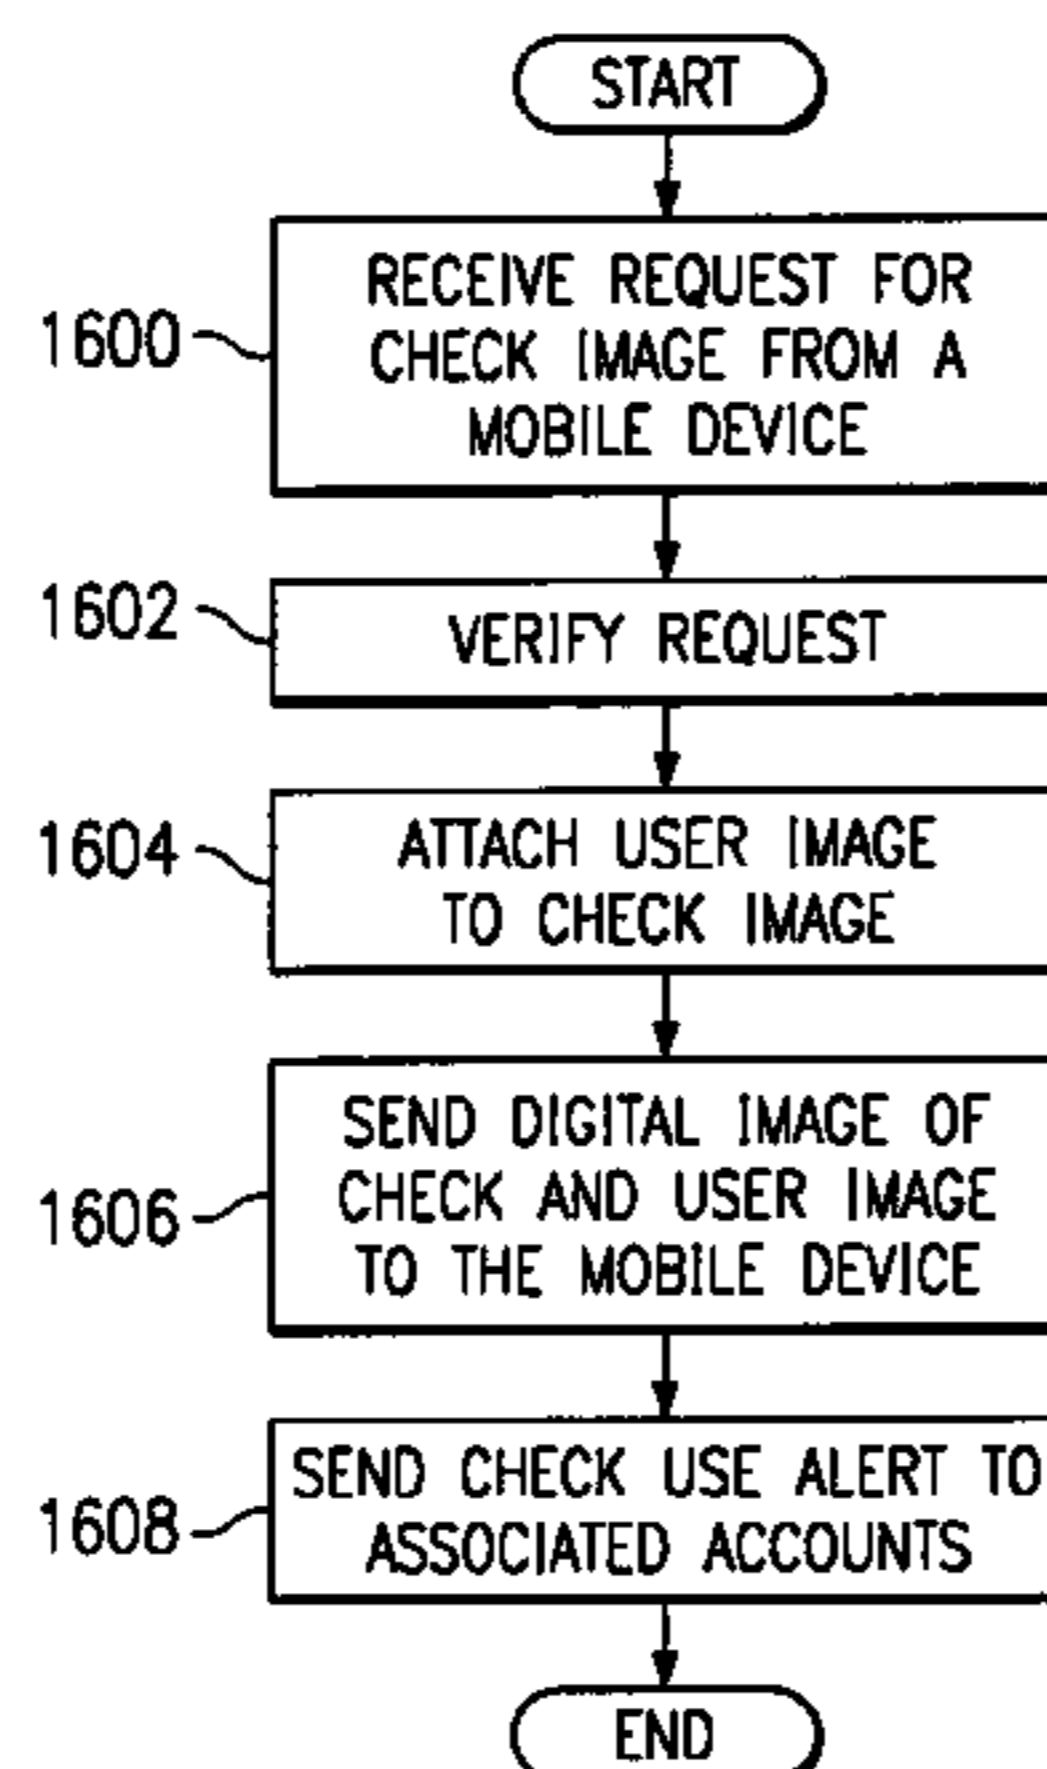 START
1600
RECEIVE REQUEST FOR
CHECK IMAGE FROM A
MOBILE DEVICE
1602
VERIFY REQUEST
1604
ATTACH USER IMAGE
TO CHECK IMAGE
1606
SEND DIGITAL IMAGE OF
CHECK AND USER IMAGE
TO THE MOBILE DEVICE
1608
SEND CHECK USE ALERT TO
ASSOCIATED ACCOUNTS
END